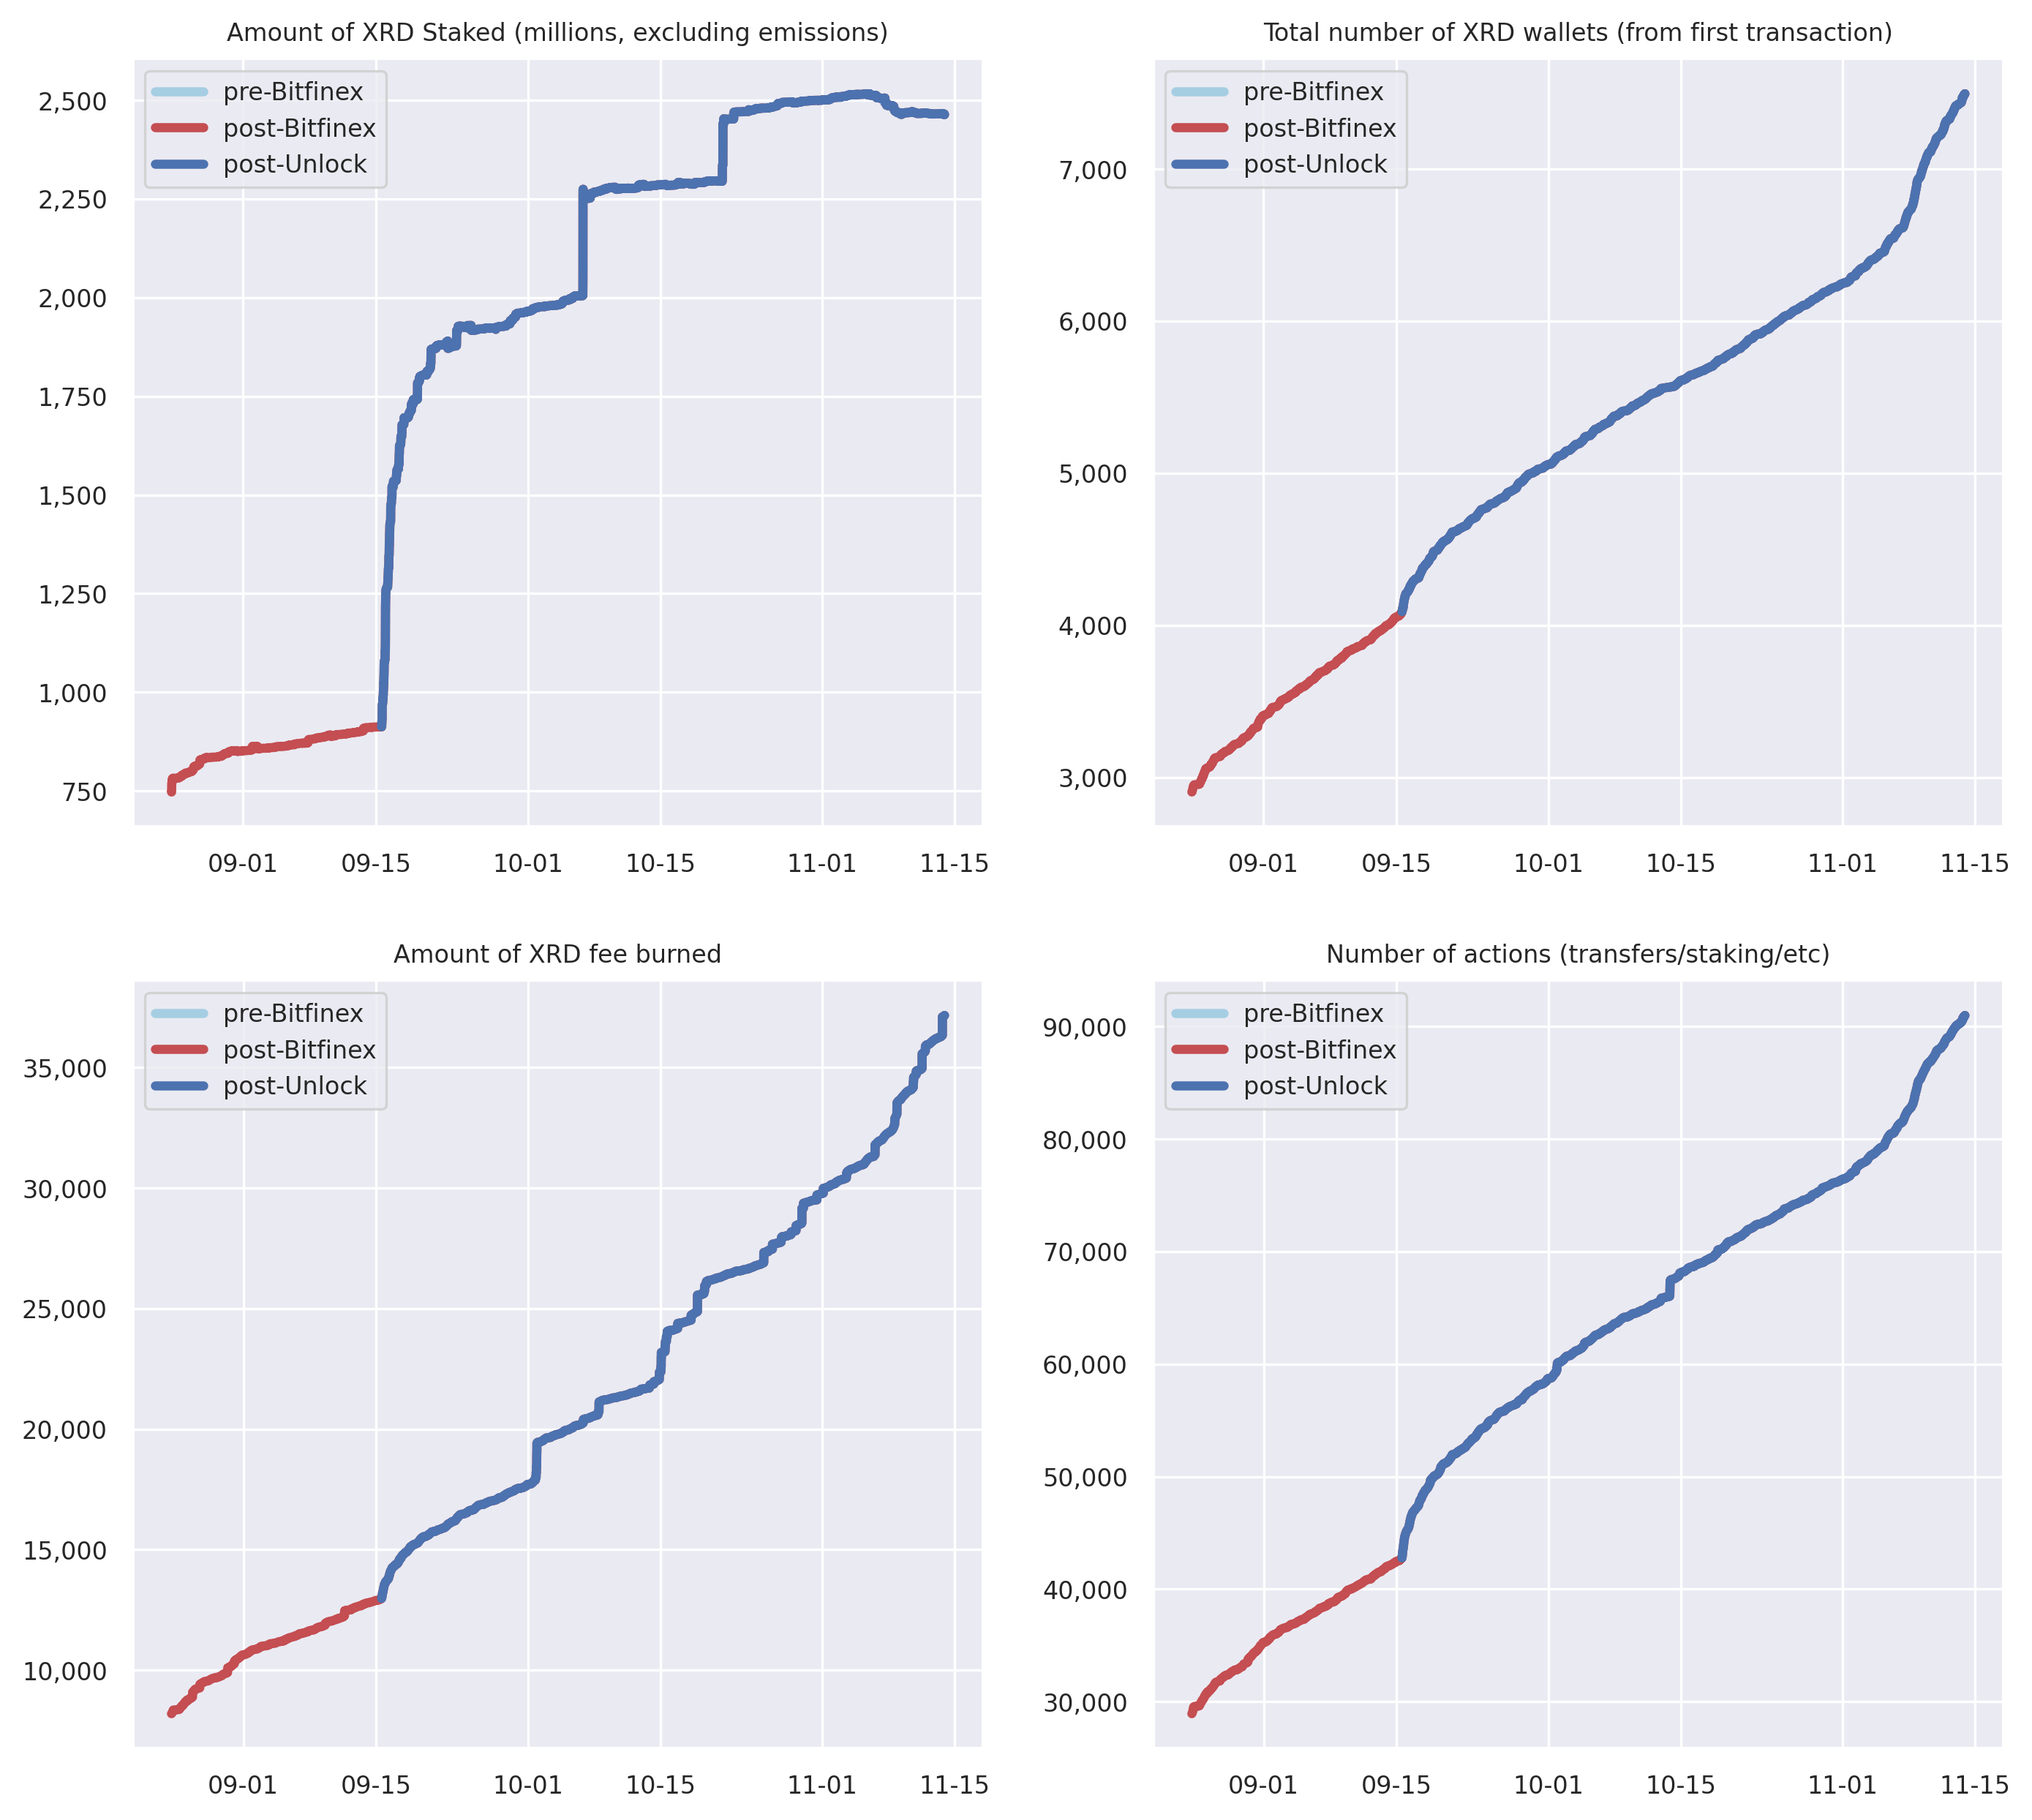 Amount of XRD Staked (millions, excluding emissions)
pre-Bitfinex
post-Bitfinex
post-Unlock
2,500
2,250
2,000
1,750
1,500
1,250
1,000
750
09-01 09-15 10-01 10-15 11-01 11-15
Total number of XRD wallets (from first transaction)
pre-Bitfinex
post-Bitfinex
post-Unlock
7,000
6,000
5,000
4,000
3,000
09-01 09-15 10-01 10-15 11-01 11-15
Amount of XRD fee burned
pre-Bitfinex
post-Bitfinex
post-Unlock
35,000
30,000
25,000
20,000
15,000
10,000
09-01 09-15 10-01 10-15 11-01 11-15
Number of actions (transfers/staking/etc)
pre-Bitfinex
post-Bitfinex
post-Unlock
90,000
80,000
70,000
60,000
50,000
40,000
30,000
09-01 09-15 10-01 10-15 11-01 11-15